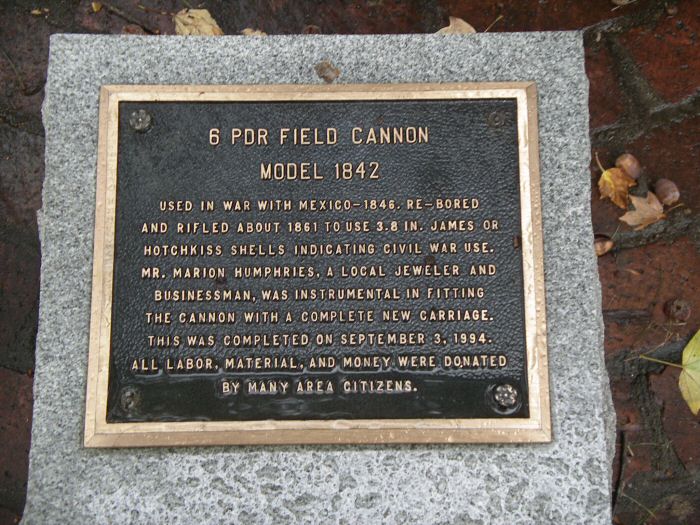 6 PDR FIELD CANNON
MODEL 1842
USED IN WAR WITH MEXICO-1846. RE-BORED
AND RIFLED ABOUT 1861 TO USE 3.8 IN. JAMES OR
HOTCHKISS SHELLS INDICATING CIVIL WAR USE.
MR. MARION HUMPHRIES, A LOCAL JEWELER AND
BUSINESSMAN, WAS INSTRUMENTAL IN FITTING
THE CANNON WITH A COMPLETE NEW CARRIAGE.
THIS WAS COMPLETED ON SEPTEMBER 3, 1994.
ALL LABOR, MATERIAL, AND MONEY WERE DONATED
BY MANY AREA CITIZENS.